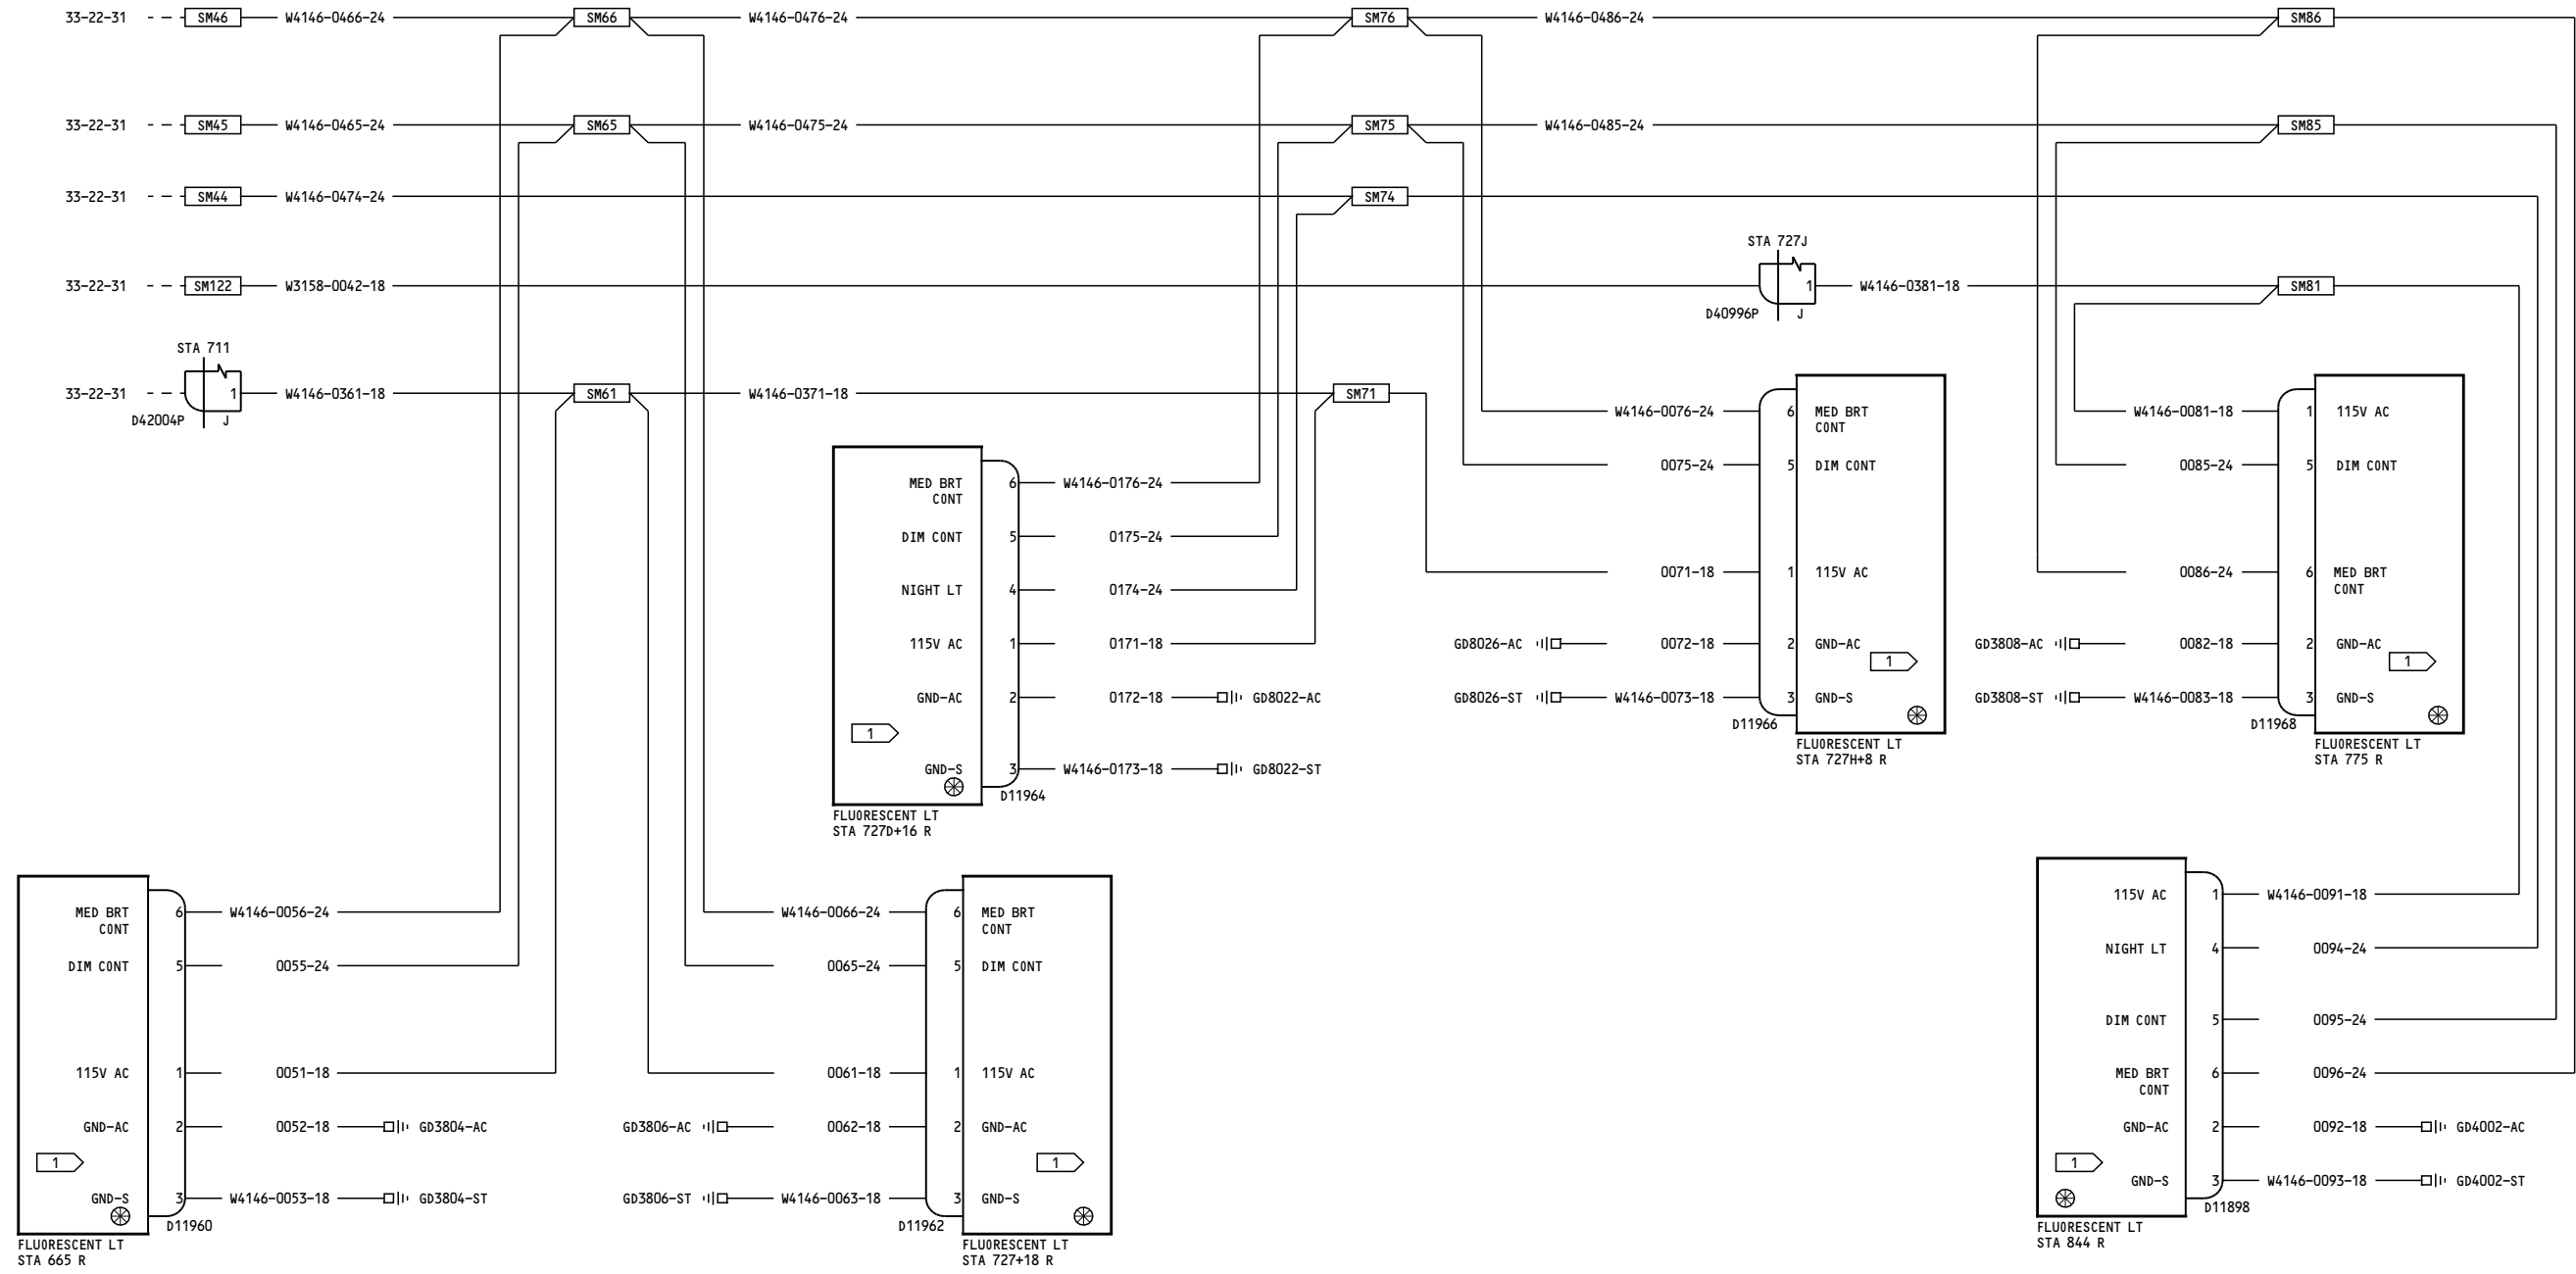 33-22-31 SM46 W4146-0466-24 SM66 W4146-0476-24 SM76 W4146-0486-24 SM86
33-22-31 SM45 W4146-0465-24 SM65 W4146-0475-24 SM75 W4146-0485-24 SM85
33-22-31 SM44 W4146-0474-24 SM74
STA 727J
33-22-31 SM122 W3158-0042-18 1 W4146-0381-18 SM81
D40996P J
STA 711
33-22-31 1 W4146-0361-18 SM61 W4146-0371-18 SM71
D42004P J
W4146-0076-24 6 MED BRT
CONT
0075-24 5 DIM CONT
0071-18 1 115V AC
GD8026-AC 0072-18 2 GND-AC
1
GD8026-ST W4146-0073-18 3 GND-S
D11966
FLUORESCENT LT
STA 727H+8 R
W4146-0081-18 1 115V AC
0085-24 5 DIM CONT
0086-24 6 MED BRT
CONT
GD3808-AC 0082-18 2 GND-AC
1
GD3808-ST W4146-0083-18 3 GND-S
D11968
FLUORESCENT LT
STA 775 R
MED BRT 6 W4146-0176-24
CONT
DIM CONT 5 0175-24
NIGHT LT 4 0174-24
115V AC 1 0171-18
GND-AC 2 0172-18 GD8022-AC
1
GND-S 3 W4146-0173-18 GD8022-ST
D11964
FLUORESCENT LT
STA 727D+16 R
MED BRT 6 W4146-0056-24
CONT
DIM CONT 5 0055-24
115V AC 1 0051-18
GND-AC 2 0052-18 GD3804-AC
1
GND-S 3 W4146-0053-18 GD3804-ST
D11960
FLUORESCENT LT
STA 665 R
W4146-0066-24 6 MED BRT
CONT
0065-24 5 DIM CONT
0061-18 1 115V AC
GD3806-AC 0062-18 2 GND-AC
1
GD3806-ST W4146-0063-18 3 GND-S
D11962
FLUORESCENT LT
STA 727+18 R
115V AC 1 W4146-0091-18
NIGHT LT 4 0094-24
DIM CONT 5 0095-24
MED BRT 6 0096-24
CONT
GND-AC 2 0092-18 GD4002-AC
1
GND-S 3 W4146-0093-18 GD4002-ST
D11898
FLUORESCENT LT
STA 844 R